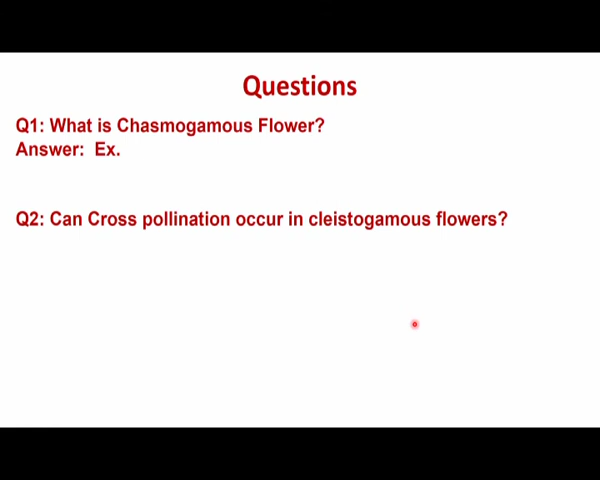 Questions
Q1: What is Chasmogamous Flower?
Answer: Ex.
Q2: Can Cross pollination occur in cleistogamous flowers?